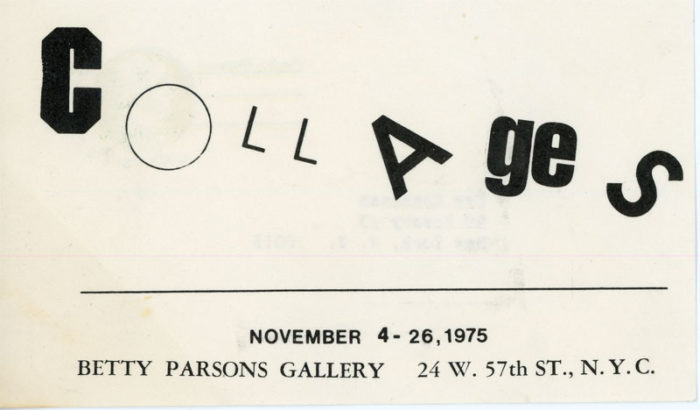 COLLAgeS
NOVEMBER 4-26,1975
BETTY PARSONS GALLERY 24 W. 57th ST., N.Y.C.